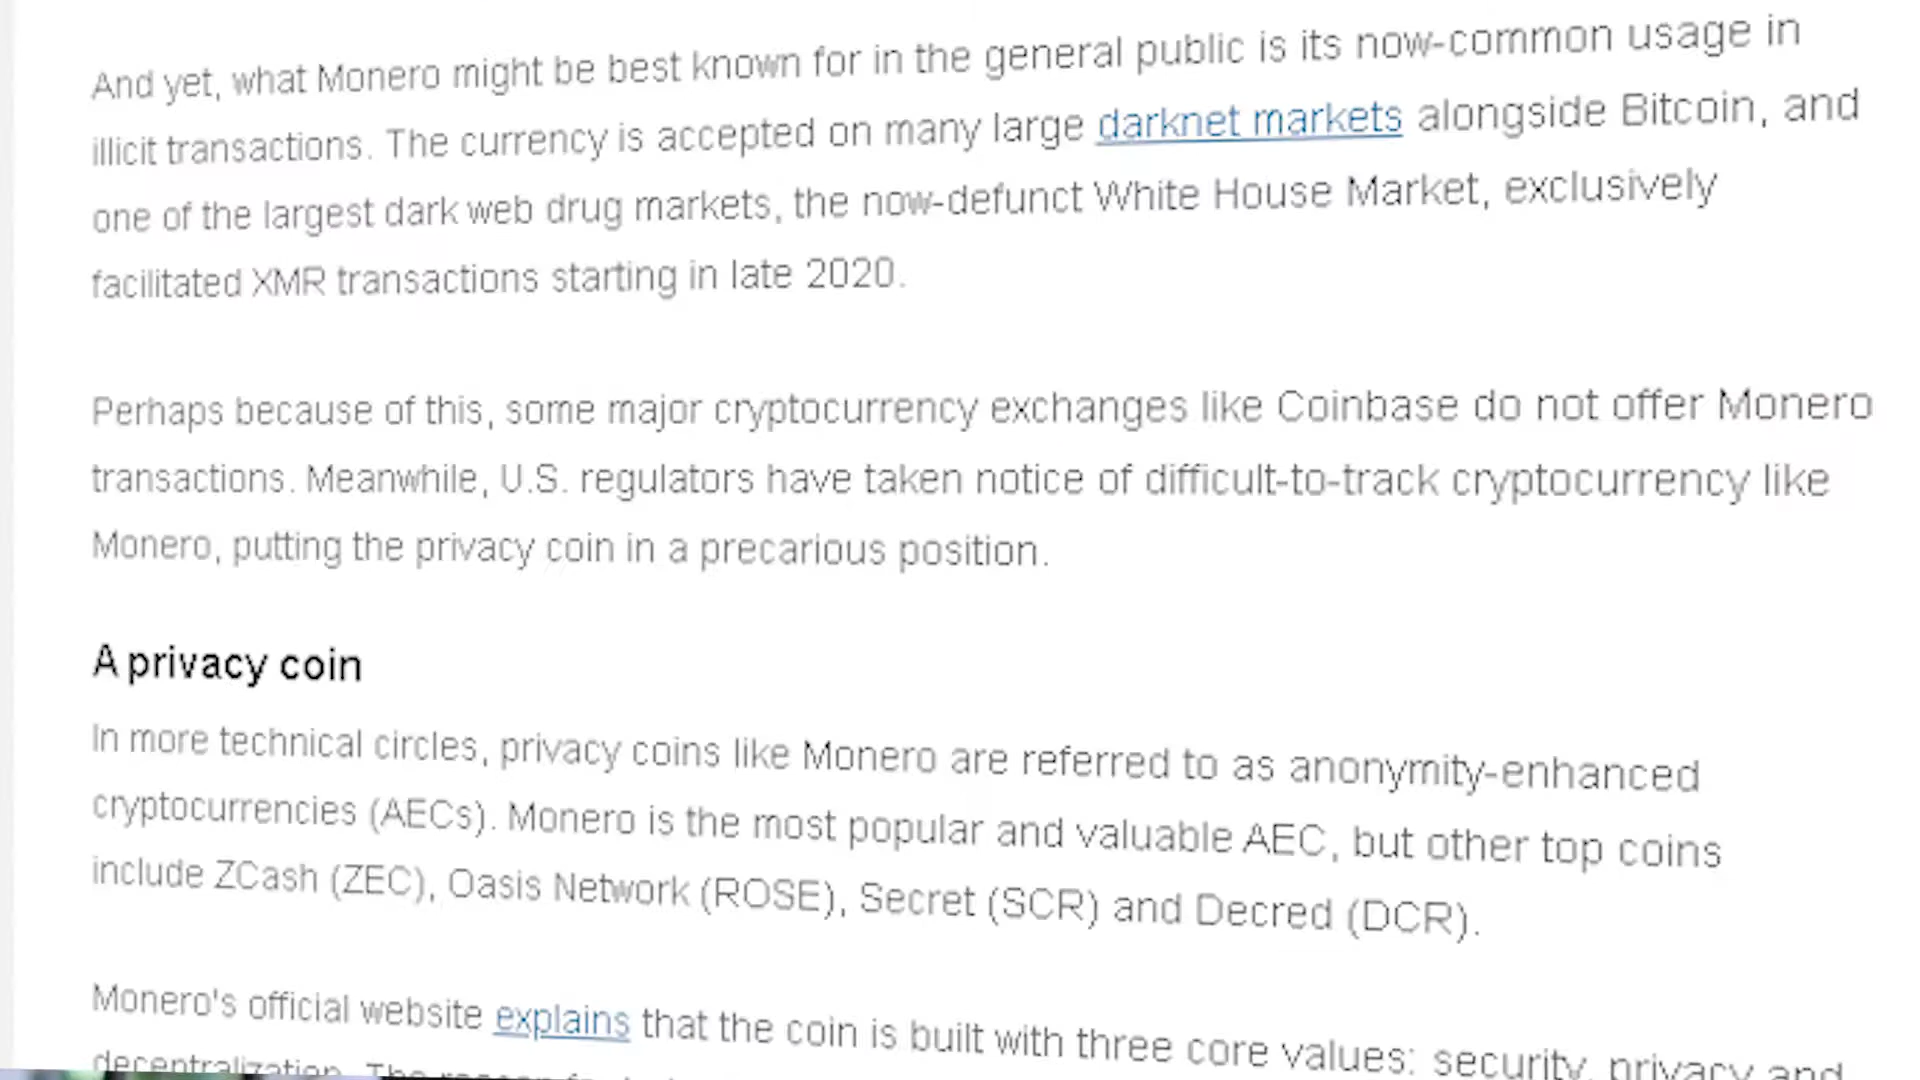 And yet, what Monero might be best known for in the general public is its now-common usage in
illicit transactions. The currency is accepted on many large darknet markets alongside Bitcoin, and
one of the largest dark web drug markets, the now-defunct White House Market, exclusively
facilitated XMR transactions starting in late 2020.
Perhaps because of this, some major cryptocurrency exchanges like Coinbase do not offer Monero
transactions. Meanwhile, U.S. regulators have taken notice of difficult-to-track cryptocurrency like
Monero, putting the privacy coin in a precarious position.
A privacy coin
In more technical circles, privacy coins like Monero are referred to as anonymity-enhanced
cryptocurrencies (AECs). Monero is the most popular and valuable AEC, but other top coins
include ZCash (ZEC), Oasis Network (ROSE), Secret (SCR) and Decred (DCR).
Monero's official website explains that the coin is built with three core values: security, privacy and
decentralization. The reason